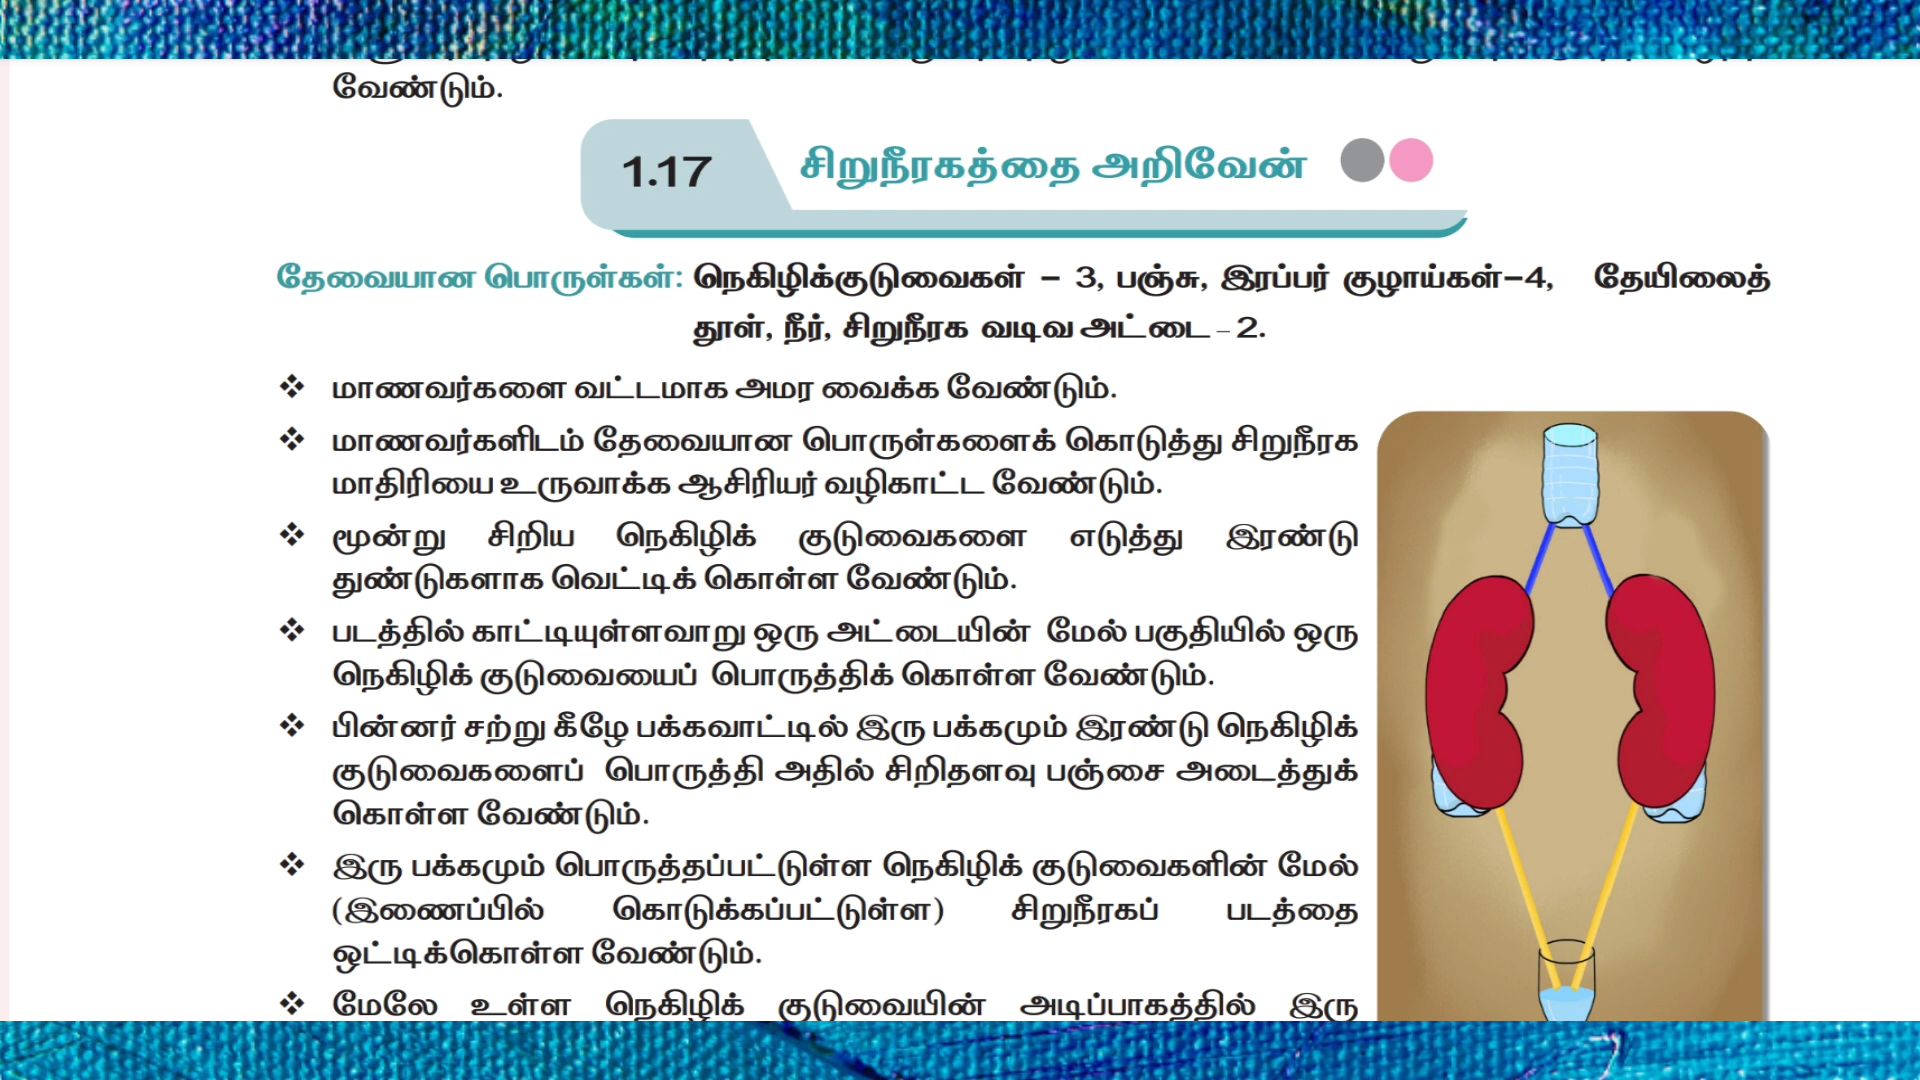 வேண்டும்.
1.17 சிறுநீரகத்தை அறிவேன்
தேவையான பொருள்கள்: நெகிழிக்குடுவைகள் – 3, பஞ்சு, இரப்பர் குழாய்கள்–4, தேயிலைத்
தூள், நீர், சிறுநீரக வடிவ அட்டை – 2.
❖ மாணவர்களை வட்டமாக அமர வைக்க வேண்டும்.
❖ மாணவர்களிடம் தேவையான பொருள்களைக் கொடுத்து சிறுநீரக
மாதிரியை உருவாக்க ஆசிரியர் வழிகாட்ட வேண்டும்.
❖ மூன்று சிறிய நெகிழிக் குடுவைகளை எடுத்து இரண்டு
துண்டுகளாக வெட்டிக் கொள்ள வேண்டும்.
❖ படத்தில் காட்டியுள்ளவாறு ஒரு அட்டையின் மேல் பகுதியில் ஒரு
நெகிழிக் குடுவையைப் பொருத்திக் கொள்ள வேண்டும்.
❖ பின்னர் சற்று கீழே பக்கவாட்டில் இரு பக்கமும் இரண்டு நெகிழிக்
குடுவைகளைப் பொருத்தி அதில் சிறிதளவு பஞ்சை அடைத்துக்
கொள்ள வேண்டும்.
❖ இரு பக்கமும் பொருத்தப்பட்டுள்ள நெகிழிக் குடுவைகளின் மேல்
(இணைப்பில் கொடுக்கப்பட்டுள்ள) சிறுநீரகப் படத்தை
ஒட்டிக்கொள்ள வேண்டும்.
❖ மேலே உள்ள நெகிழிக் குடுவையின் அடிப்பாகத்தில் இரு